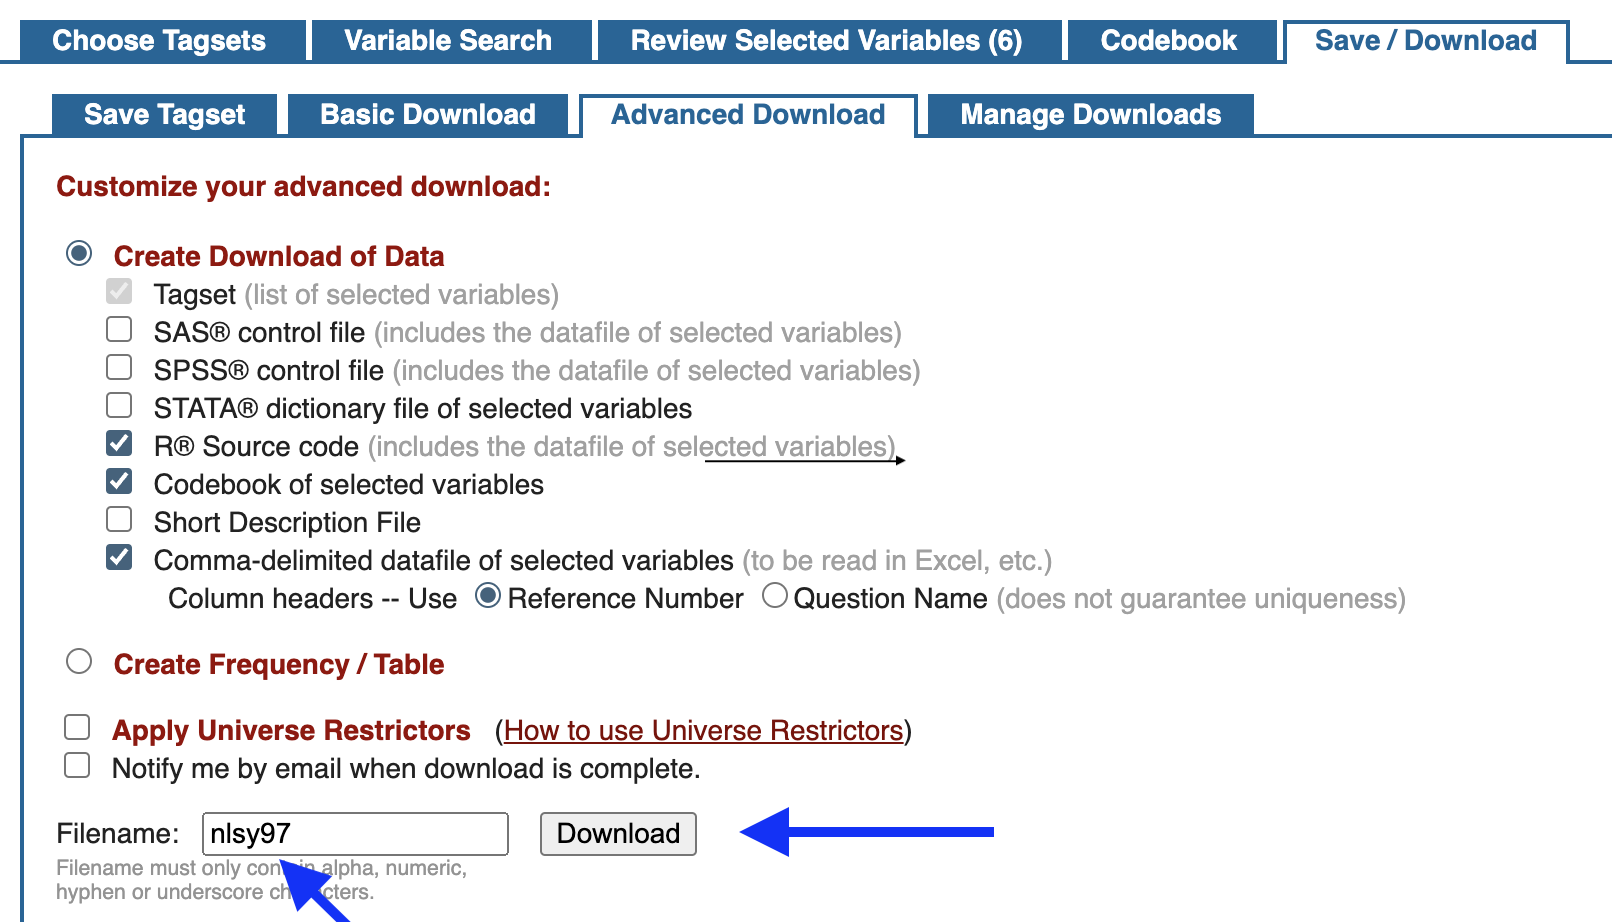 Choose Tagsets Variable Search Review Selected Variables (6) Codebook Save / Download
Save Tagset Basic Download Advanced Download Manage Downloads
Customize your advanced download:
Create Download of Data
Tagset (list of selected variables)
SAS® control file (includes the datafile of selected variables)
SPSS® control file (includes the datafile of selected variables)
STATA® dictionary file of selected variables
R® Source code (includes the datafile of selected variables)
Codebook of selected variables
Short Description File
Comma-delimited datafile of selected variables (to be read in Excel, etc.)
Column headers -- Use Reference Number Question Name (does not guarantee uniqueness)
Create Frequency / Table
Apply Universe Restrictors (How to use Universe Restrictors)
Notify me by email when download is complete.
Filename: nlsy97 Download
Filename must only contain alpha, numeric,
hyphen or underscore characters.